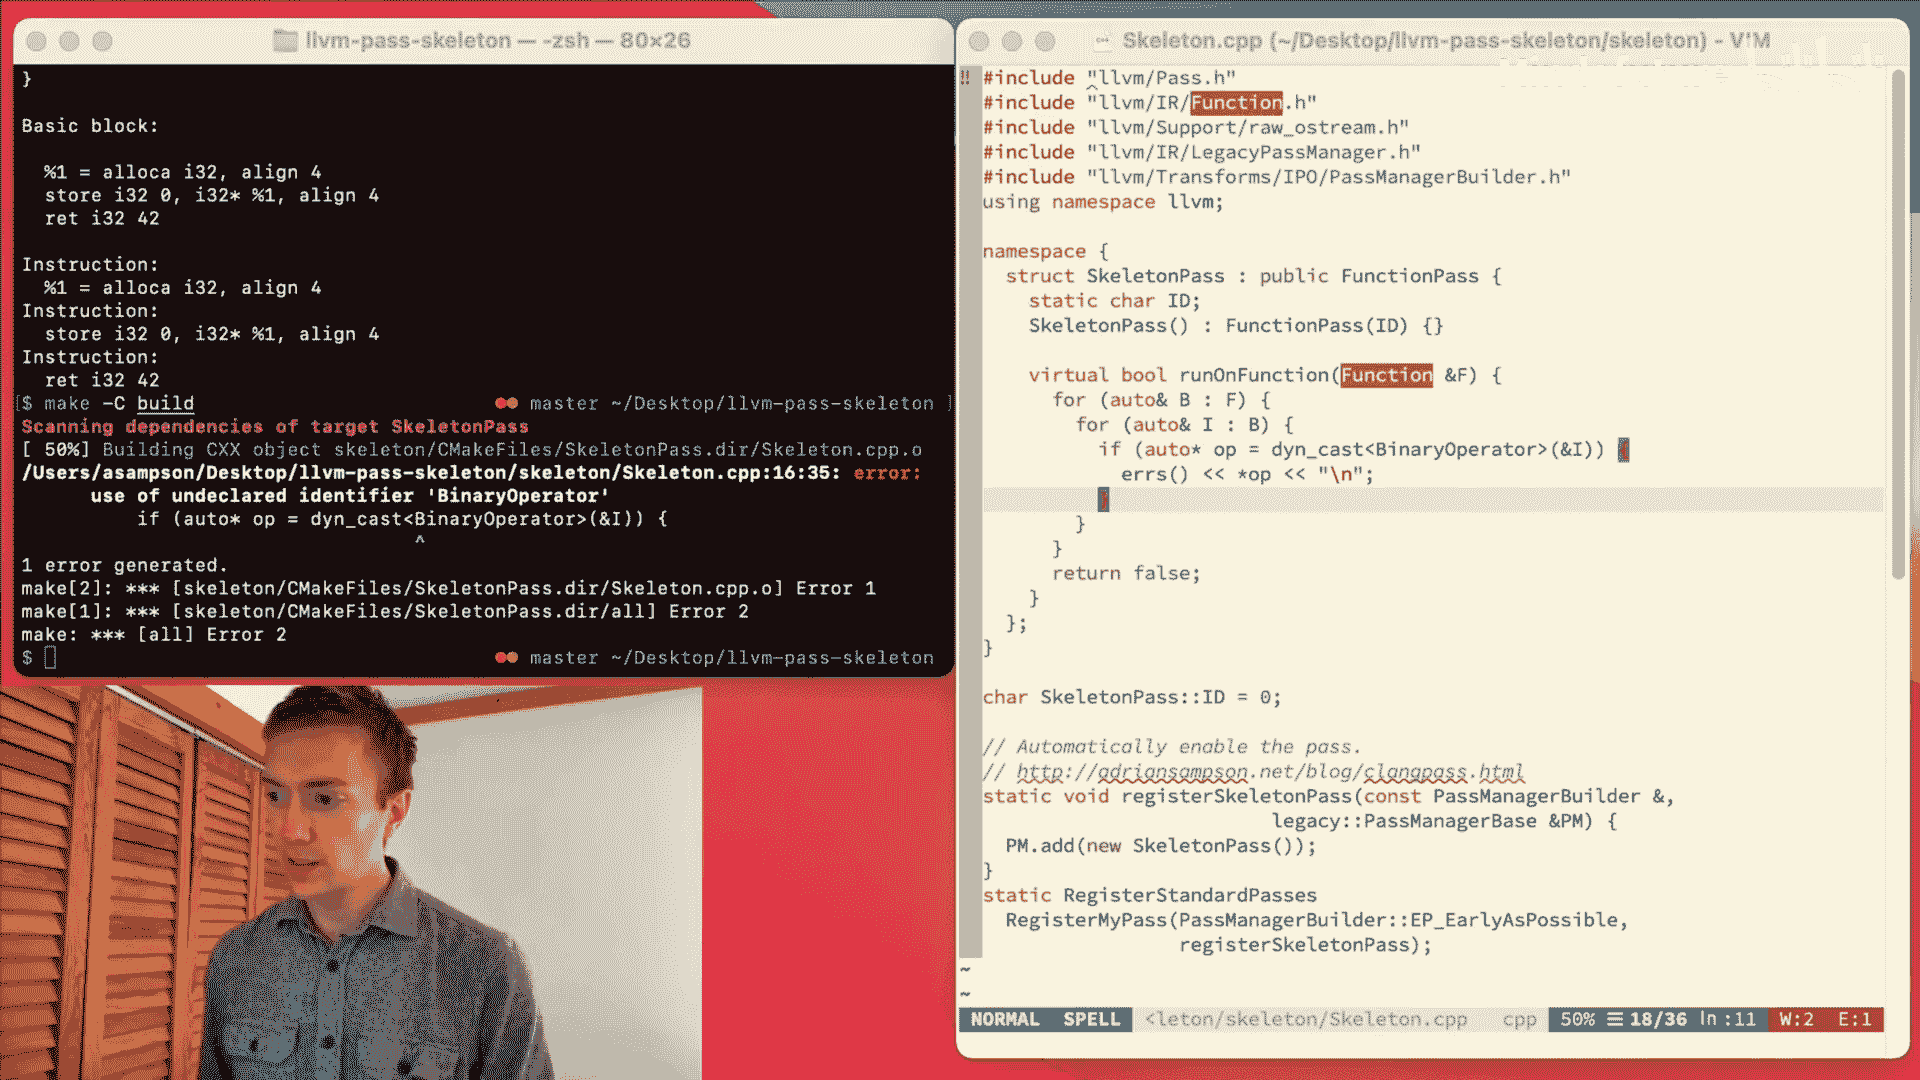 llvm-pass-skeleton — -zsh — 80×26
}
Basic block:
%1 = alloca i32, align 4
store i32 0, i32* %1, align 4
ret i32 42
Instruction:
%1 = alloca i32, align 4
Instruction:
store i32 0, i32* %1, align 4
Instruction:
ret i32 42
[$ make -C build master ~/Desktop/llvm-pass-skeleton ]
Scanning dependencies of target SkeletonPass
[ 50%] Building CXX object skeleton/CMakeFiles/SkeletonPass.dir/Skeleton.cpp.o
/Users/asampson/Desktop/llvm-pass-skeleton/skeleton/Skeleton.cpp:16:35: error:
use of undeclared identifier 'BinaryOperator'
if (auto* op = dyn_cast<BinaryOperator>(&I)) {
^
1 error generated.
make[2]: *** [skeleton/CMakeFiles/SkeletonPass.dir/Skeleton.cpp.o] Error 1
make[1]: *** [skeleton/CMakeFiles/SkeletonPass.dir/all] Error 2
make: *** [all] Error 2
$ master ~/Desktop/llvm-pass-skeleton
Skeleton.cpp (~/Desktop/llvm-pass-skeleton/skeleton) - VIM
!! #include "llvm/Pass.h"
#include "llvm/IR/Function.h"
#include "llvm/Support/raw_ostream.h"
#include "llvm/IR/LegacyPassManager.h"
#include "llvm/Transforms/IPO/PassManagerBuilder.h"
using namespace llvm;
namespace {
struct SkeletonPass : public FunctionPass {
static char ID;
SkeletonPass() : FunctionPass(ID) {}
virtual bool runOnFunction(Function &F) {
for (auto& B : F) {
for (auto& I : B) {
if (auto* op = dyn_cast<BinaryOperator>(&I)) {
errs() << *op << "\n";
}
}
}
return false;
}
};
}
char SkeletonPass::ID = 0;
// Automatically enable the pass.
// http://adriansampson.net/blog/clangpass.html
static void registerSkeletonPass(const PassManagerBuilder &,
legacy::PassManagerBase &PM) {
PM.add(new SkeletonPass());
}
static RegisterStandardPasses
RegisterMyPass(PassManagerBuilder::EP_EarlyAsPossible,
registerSkeletonPass);
~
~
NORMAL SPELL <leton/skeleton/Skeleton.cpp cpp 50% ☰ 18/36 ln :11 W:2 E:1